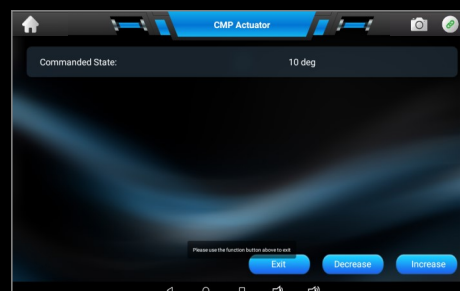 CMP Actuator
Commanded State: 10 deg
Please use the function button above to exit
Exit Decrease Increase